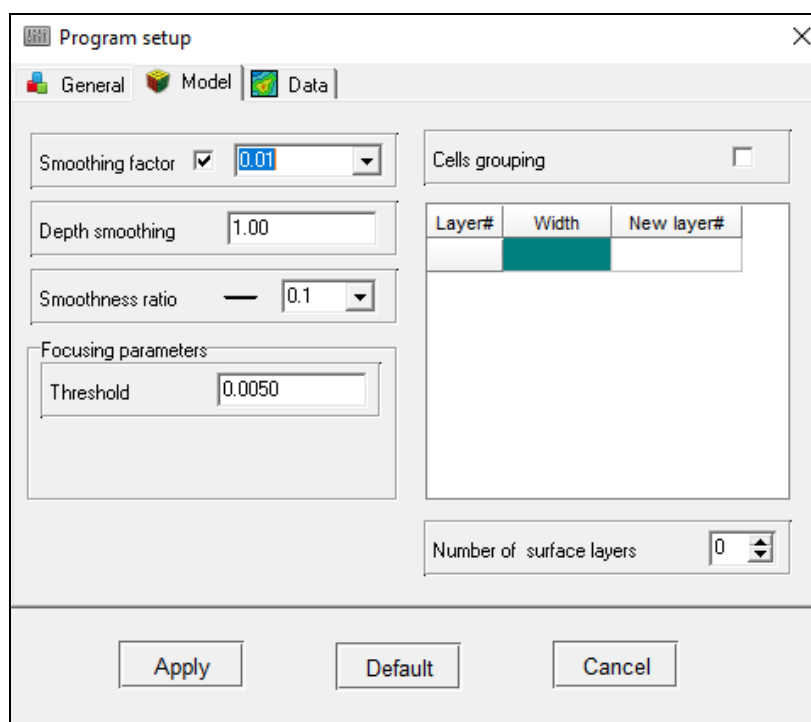 Program setup
General Model Data
Smoothing factor 0.01
Depth smoothing 1.00
Smoothness ratio 0.1
Focusing parameters
Threshold 0.0050
Cells grouping
Layer# Width New layer#
Number of surface layers 0
Apply Default Cancel